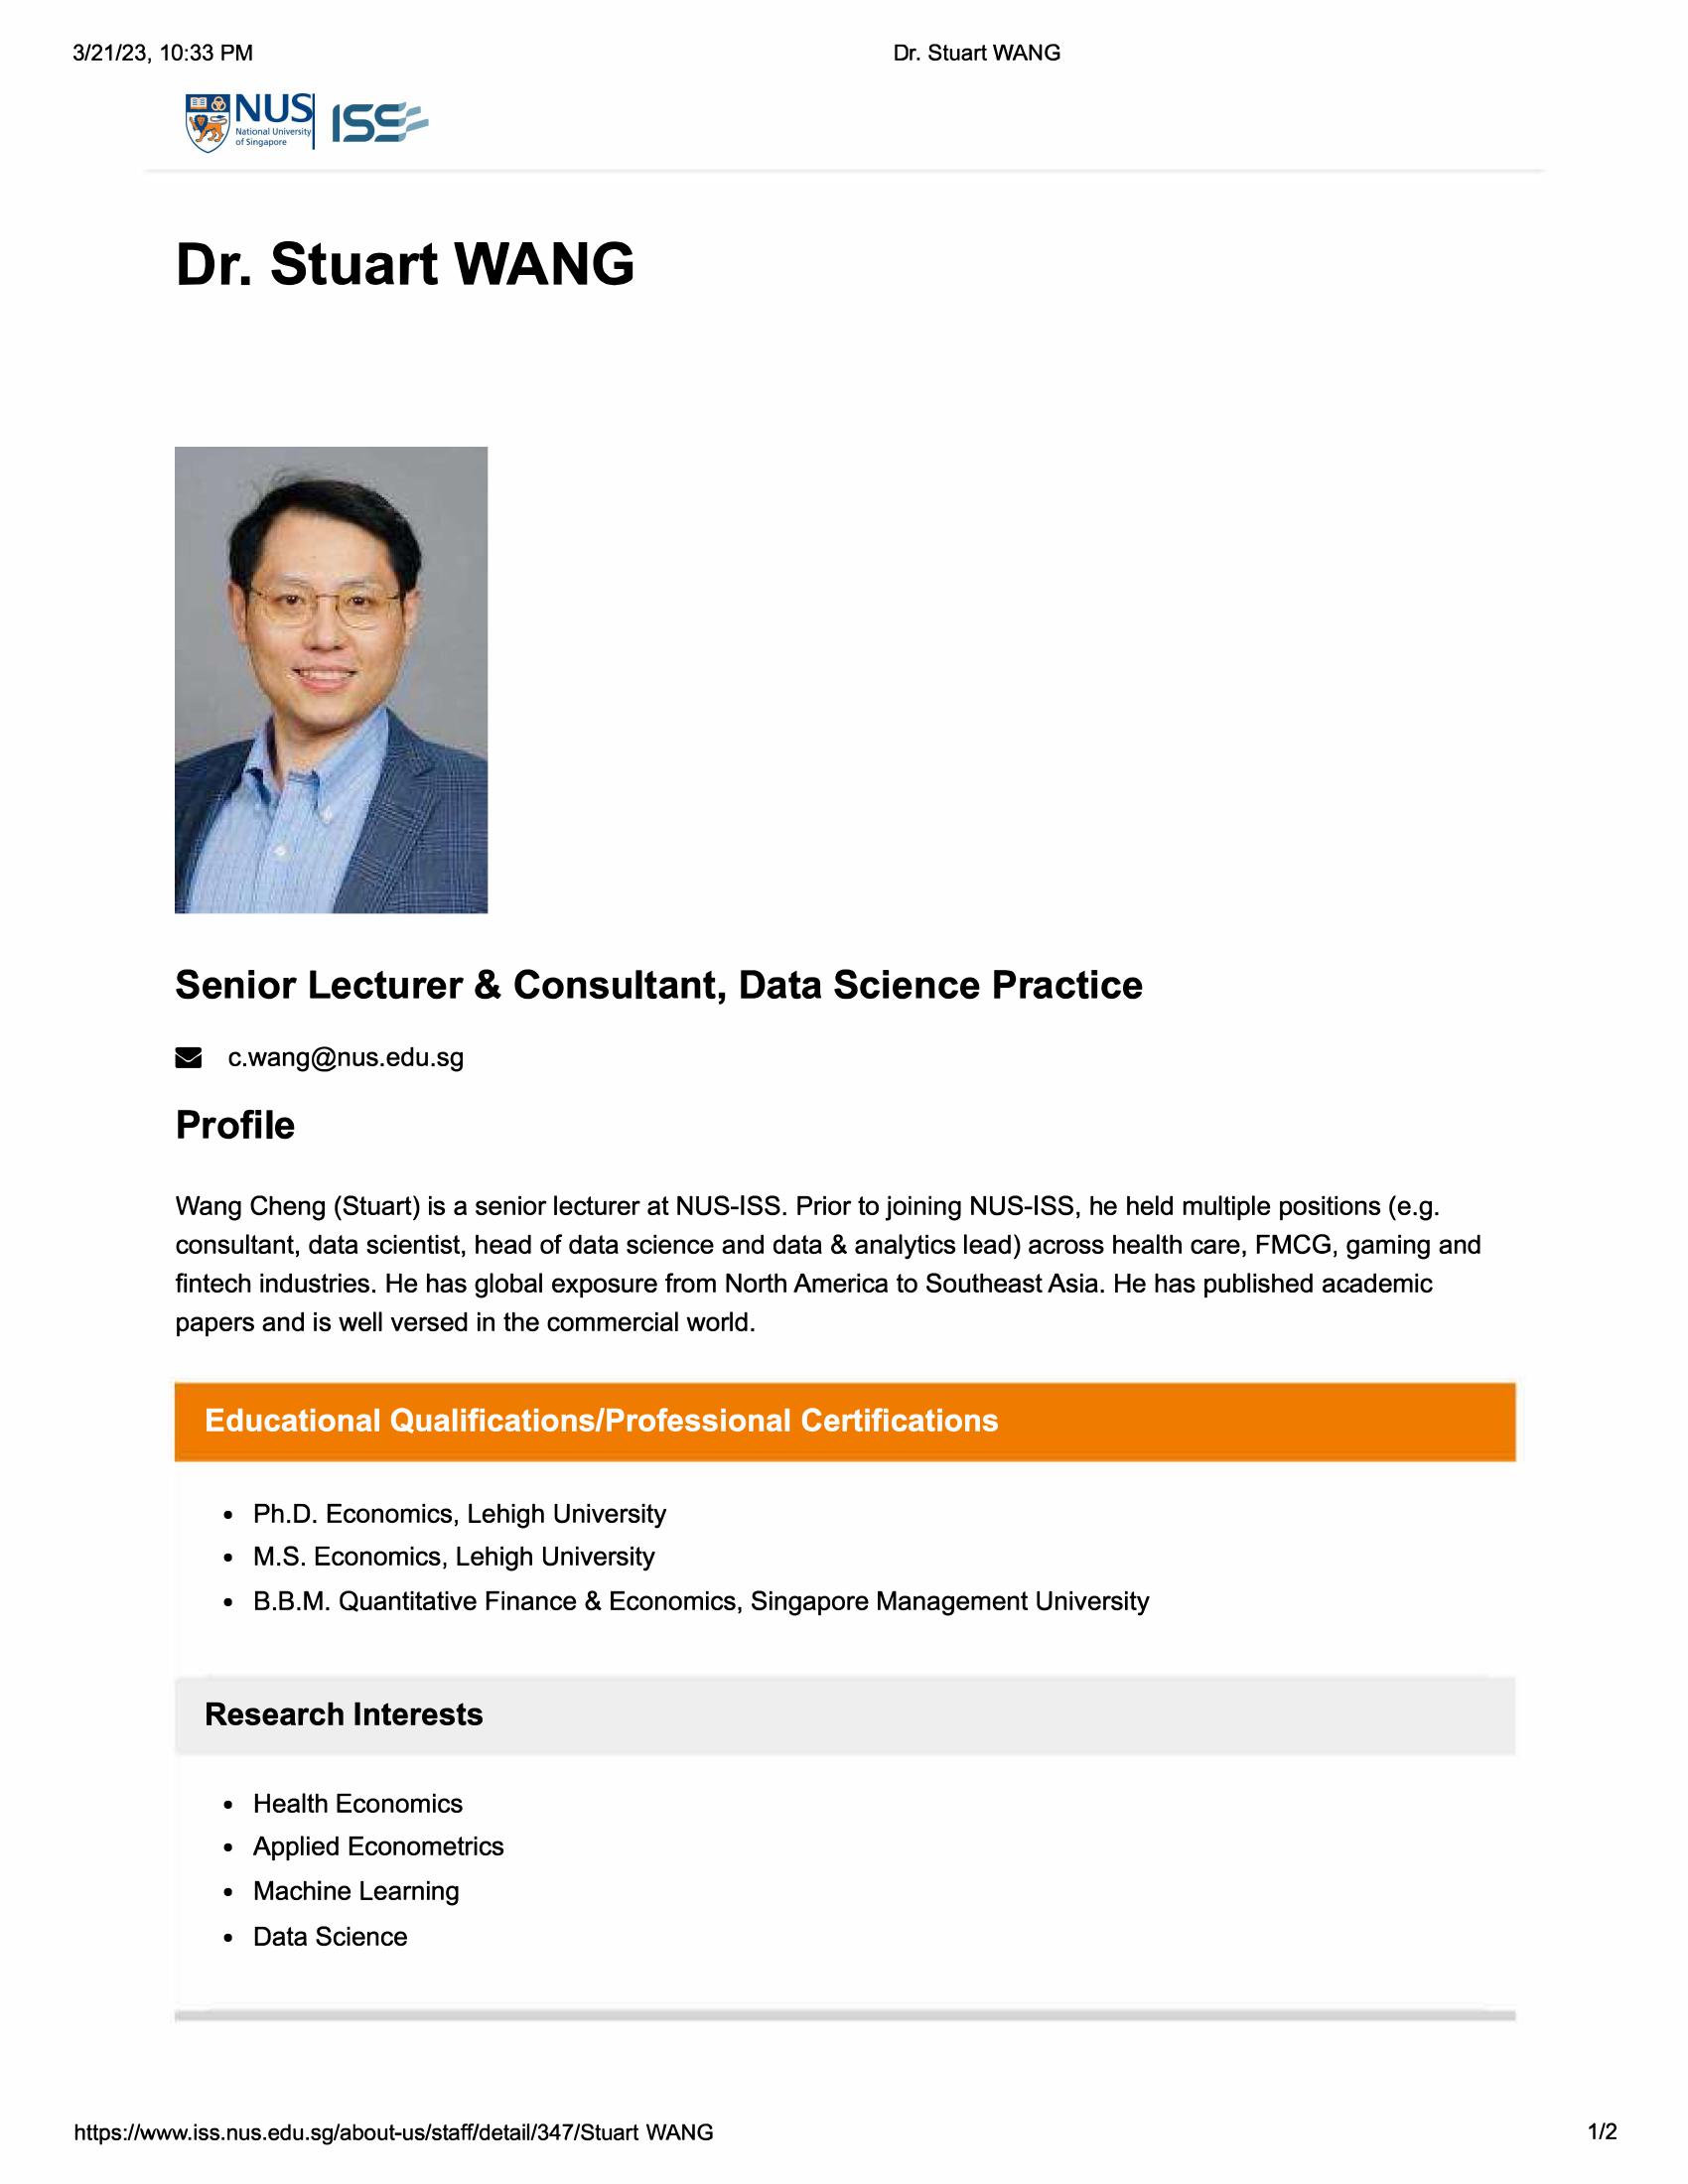 3/21/23, 10:33 PM
Dr. Stuart WANG
NUS
National University
of Singapore
ISS
Dr. Stuart WANG
Senior Lecturer & Consultant, Data Science Practice
c.wang@nus.edu.sg
Profile
Wang Cheng (Stuart) is a senior lecturer at NUS-ISS. Prior to joining NUS-ISS, he held multiple positions (e.g.
consultant, data scientist, head of data science and data & analytics lead) across health care, FMCG, gaming and
fintech industries. He has global exposure from North America to Southeast Asia. He has published academic
papers and is well versed in the commercial world.
Educational Qualifications/Professional Certifications
• Ph.D. Economics, Lehigh University
• M.S. Economics, Lehigh University
• B.B.M. Quantitative Finance & Economics, Singapore Management University
Research Interests
• Health Economics
• Applied Econometrics
• Machine Learning
• Data Science
https://www.iss.nus.edu.sg/about-us/staff/detail/347/Stuart WANG
1/2